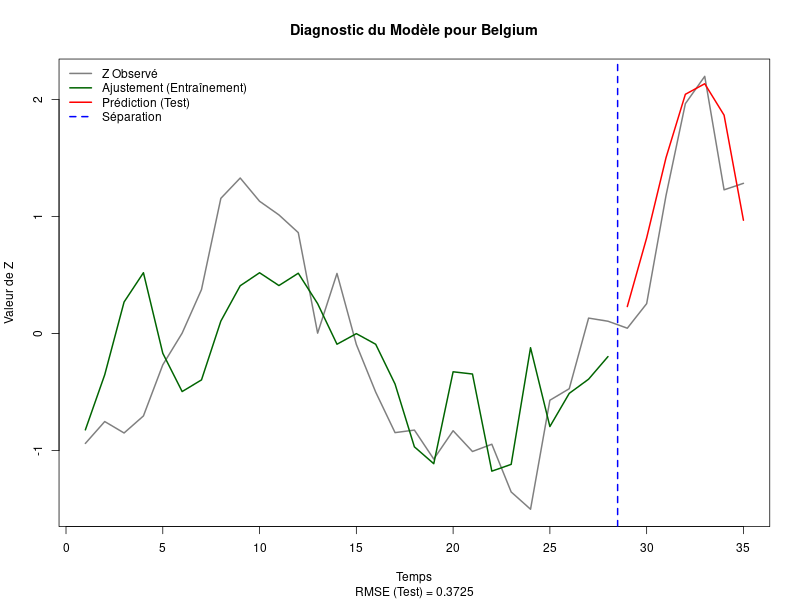 Diagnostic du Modèle pour Belgium
Z Observé
Ajustement (Entraînement)
Prédiction (Test)
Séparation
Valeur de Z
2
1
0
-1
0 5 10 15 20 25 30 35
Temps
RMSE (Test) = 0.3725